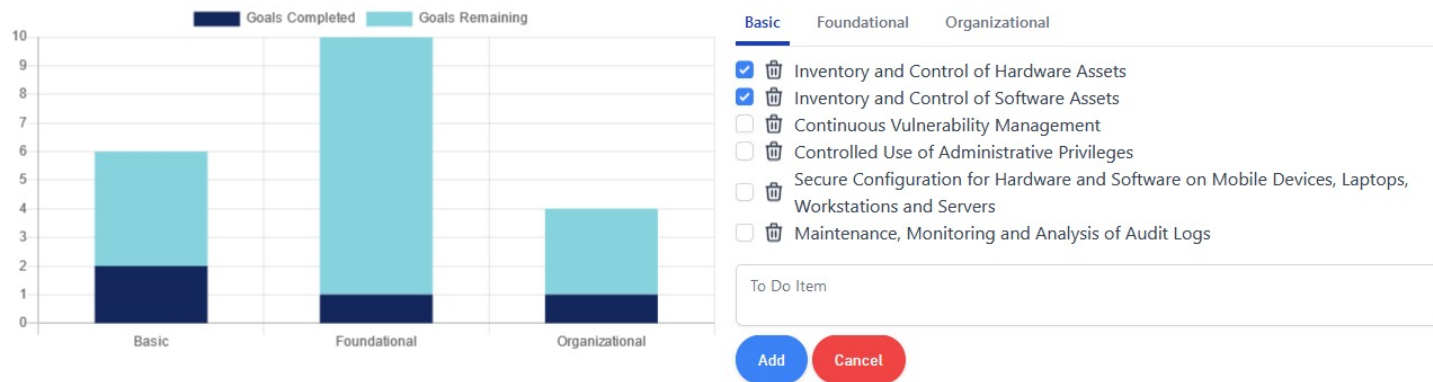 Goals Completed Goals Remaining
10
9
8
7
6
5
4
3
2
1
0
Basic Foundational Organizational
Basic Foundational Organizational
Inventory and Control of Hardware Assets
Inventory and Control of Software Assets
Continuous Vulnerability Management
Controlled Use of Administrative Privileges
Secure Configuration for Hardware and Software on Mobile Devices, Laptops,
Workstations and Servers
Maintenance, Monitoring and Analysis of Audit Logs
To Do Item
Add Cancel